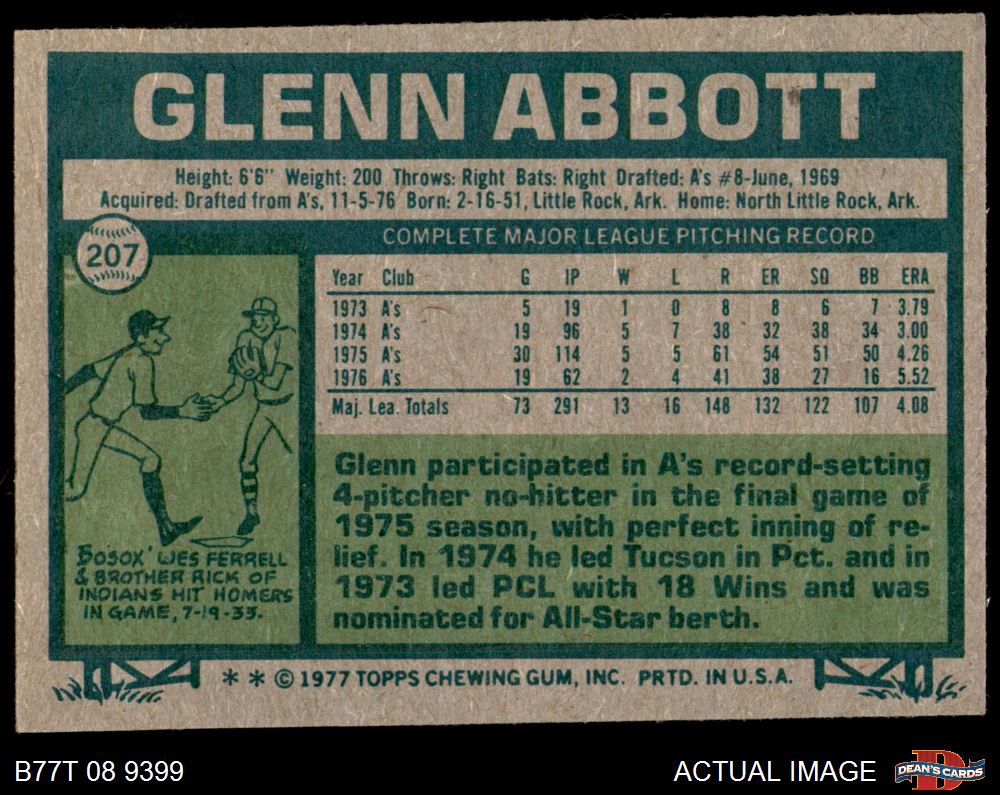 GLENN ABBOTT
Height: 6'6" Weight: 200 Throws: Right Bats: Right Drafted: A's #8-June, 1969
Acquired: Drafted from A's, 11-5-76 Born: 2-16-51, Little Rock, Ark. Home: North Little Rock, Ark.
207
COMPLETE MAJOR LEAGUE PITCHING RECORD
Year Club G IP W L R ER SO BB ERA
1973 A's 5 19 1 0 8 8 6 7 3.79
1974 A's 19 96 5 7 38 32 38 34 3.00
1975 A's 30 114 5 5 61 54 51 50 4.26
1976 A's 19 62 2 4 41 38 27 16 5.52
Maj. Lea. Totals 73 291 13 16 148 132 122 107 4.08
Glenn participated in A's record-setting
4-pitcher no-hitter in the final game of
1975 season, with perfect inning of re-
lief. In 1974 he led Tucson in Pct. and in
1973 led PCL with 18 Wins and was
nominated for All-Star berth.
BOSOX' WES FERRELL
& BROTHER RICK OF
INDIANS HIT HOMERS
IN GAME, 7-19-33.
* * © 1977 TOPPS CHEWING GUM, INC. PRTD. IN U.S.A.
B77T 08 9399
ACTUAL IMAGE
D
DEAN'S CARDS